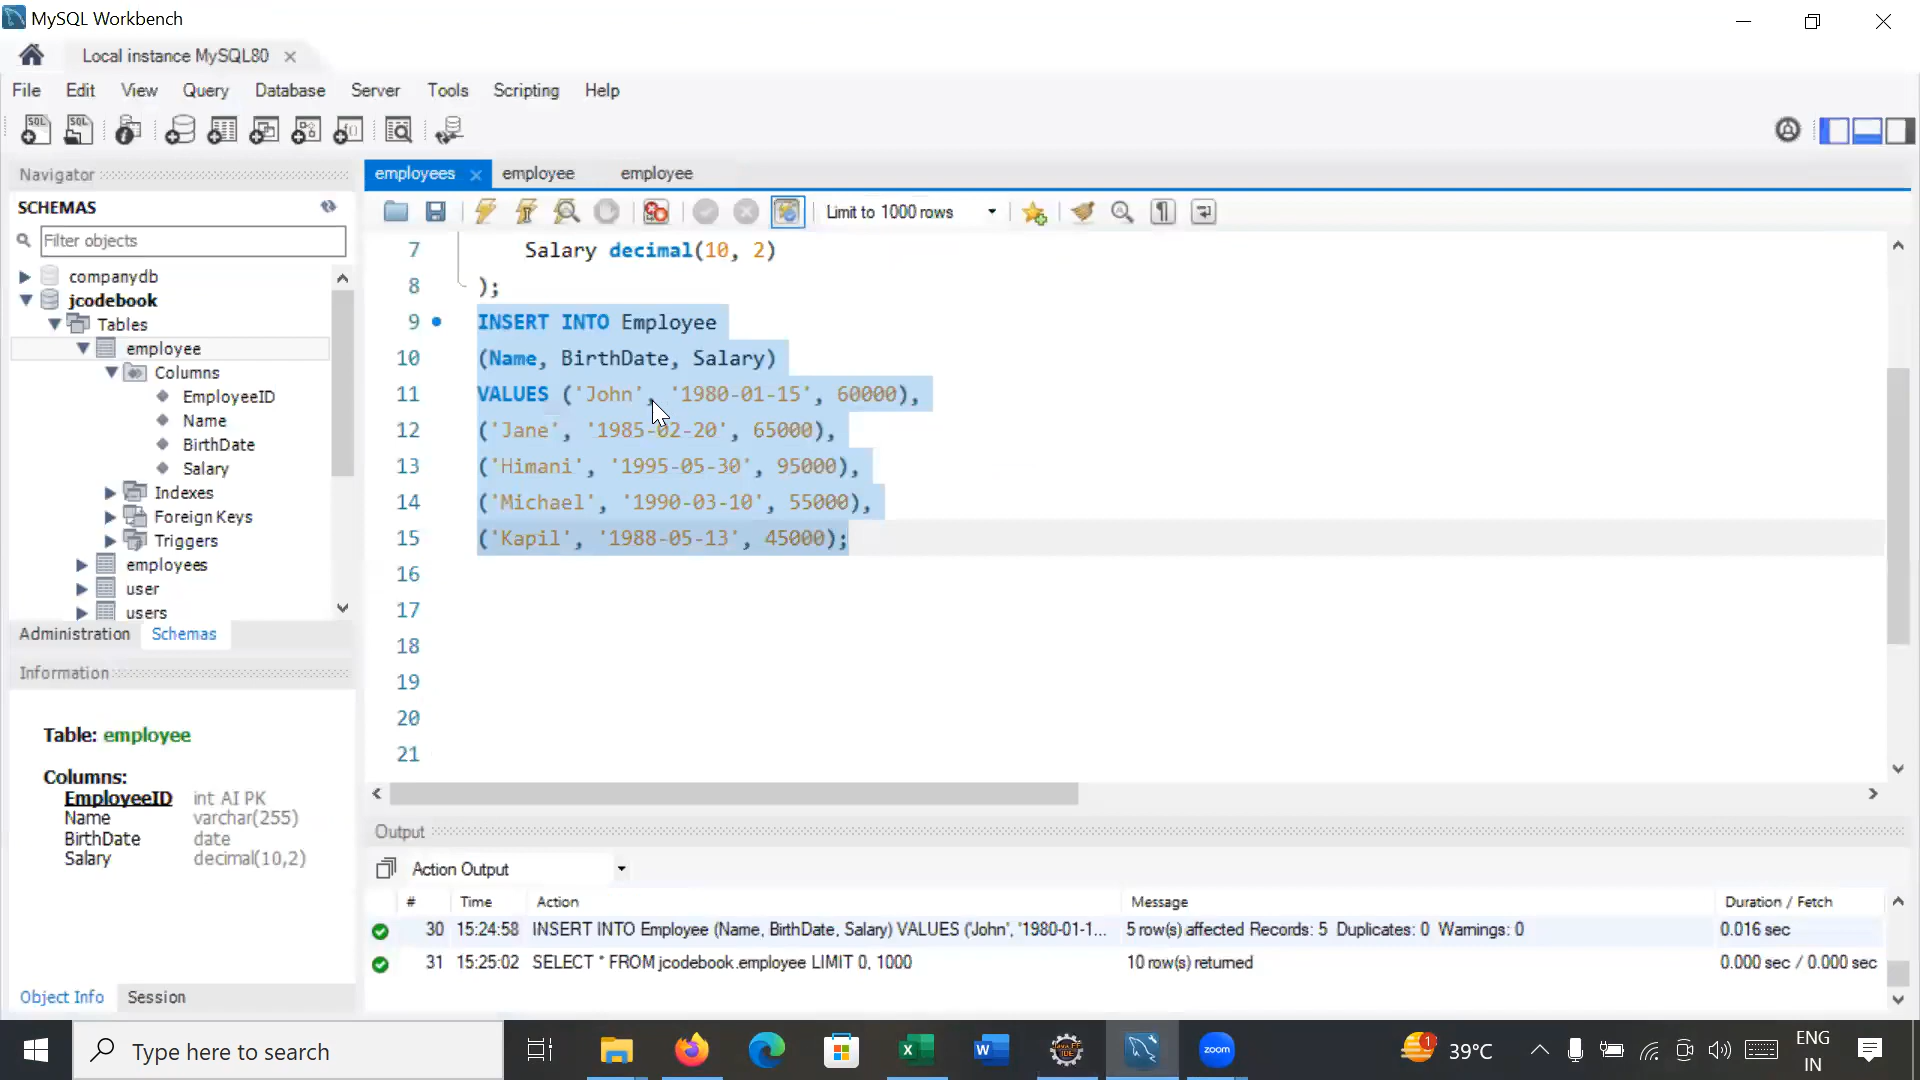 MySQL Workbench
Local instance MySQL80
File Edit View Query Database Server Tools Scripting Help
Navigator
SCHEMAS
Filter objects
companydb
jcodebook
Tables
employee
Columns
EmployeeID
Name
BirthDate
Salary
Indexes
Foreign Keys
Triggers
employees
user
users
Administration Schemas
Information
Table: employee
Columns:
EmployeeID int AI PK
Name varchar(255)
BirthDate date
Salary decimal(10,2)
Object Info Session
employees employee employee
Limit to 1000 rows
7 Salary decimal(10, 2)
8 );
9 INSERT INTO Employee
10 (Name, BirthDate, Salary)
11 VALUES ('John', '1980-01-15', 60000),
12 ('Jane', '1985-02-20', 65000),
13 ('Himani', '1995-05-30', 95000),
14 ('Michael', '1990-03-10', 55000),
15 ('Kapil', '1988-05-13', 45000);
16
17
18
19
20
21
Output
Action Output
# Time Action Message Duration / Fetch
30 15:24:58 INSERT INTO Employee (Name, BirthDate, Salary) VALUES ('John', '1980-01-1... 5 row(s) affected Records: 5 Duplicates: 0 Warnings: 0 0.016 sec
31 15:25:02 SELECT * FROM jcodebook.employee LIMIT 0, 1000 10 row(s) returned 0.000 sec / 0.000 sec
Type here to search
zoom
1
39°C
ENG
IN